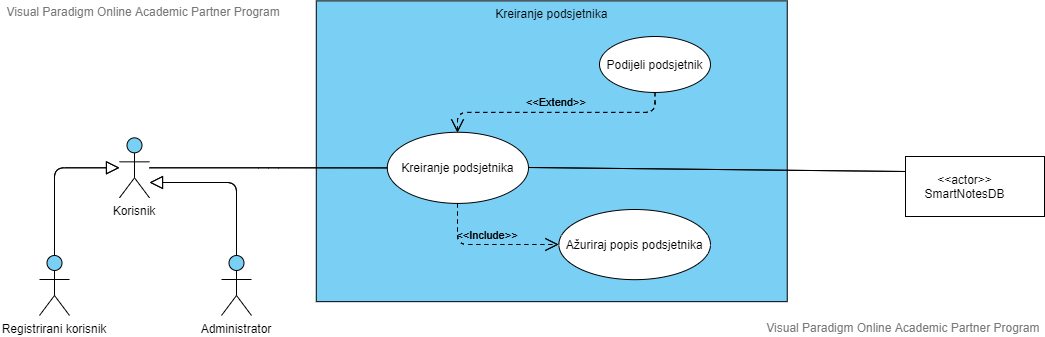 Visual Paradigm Online Academic Partner Program
Kreiranje podsjetnika
Podijeli podsjetnik
<<Extend>>
Kreiranje podsjetnika
<<actor>>
SmartNotesDB
Korisnik
<<Include>>
Ažuriraj popis podsjetnika
Registrirani korisnik
Administrator
Visual Paradigm Online Academic Partner Program